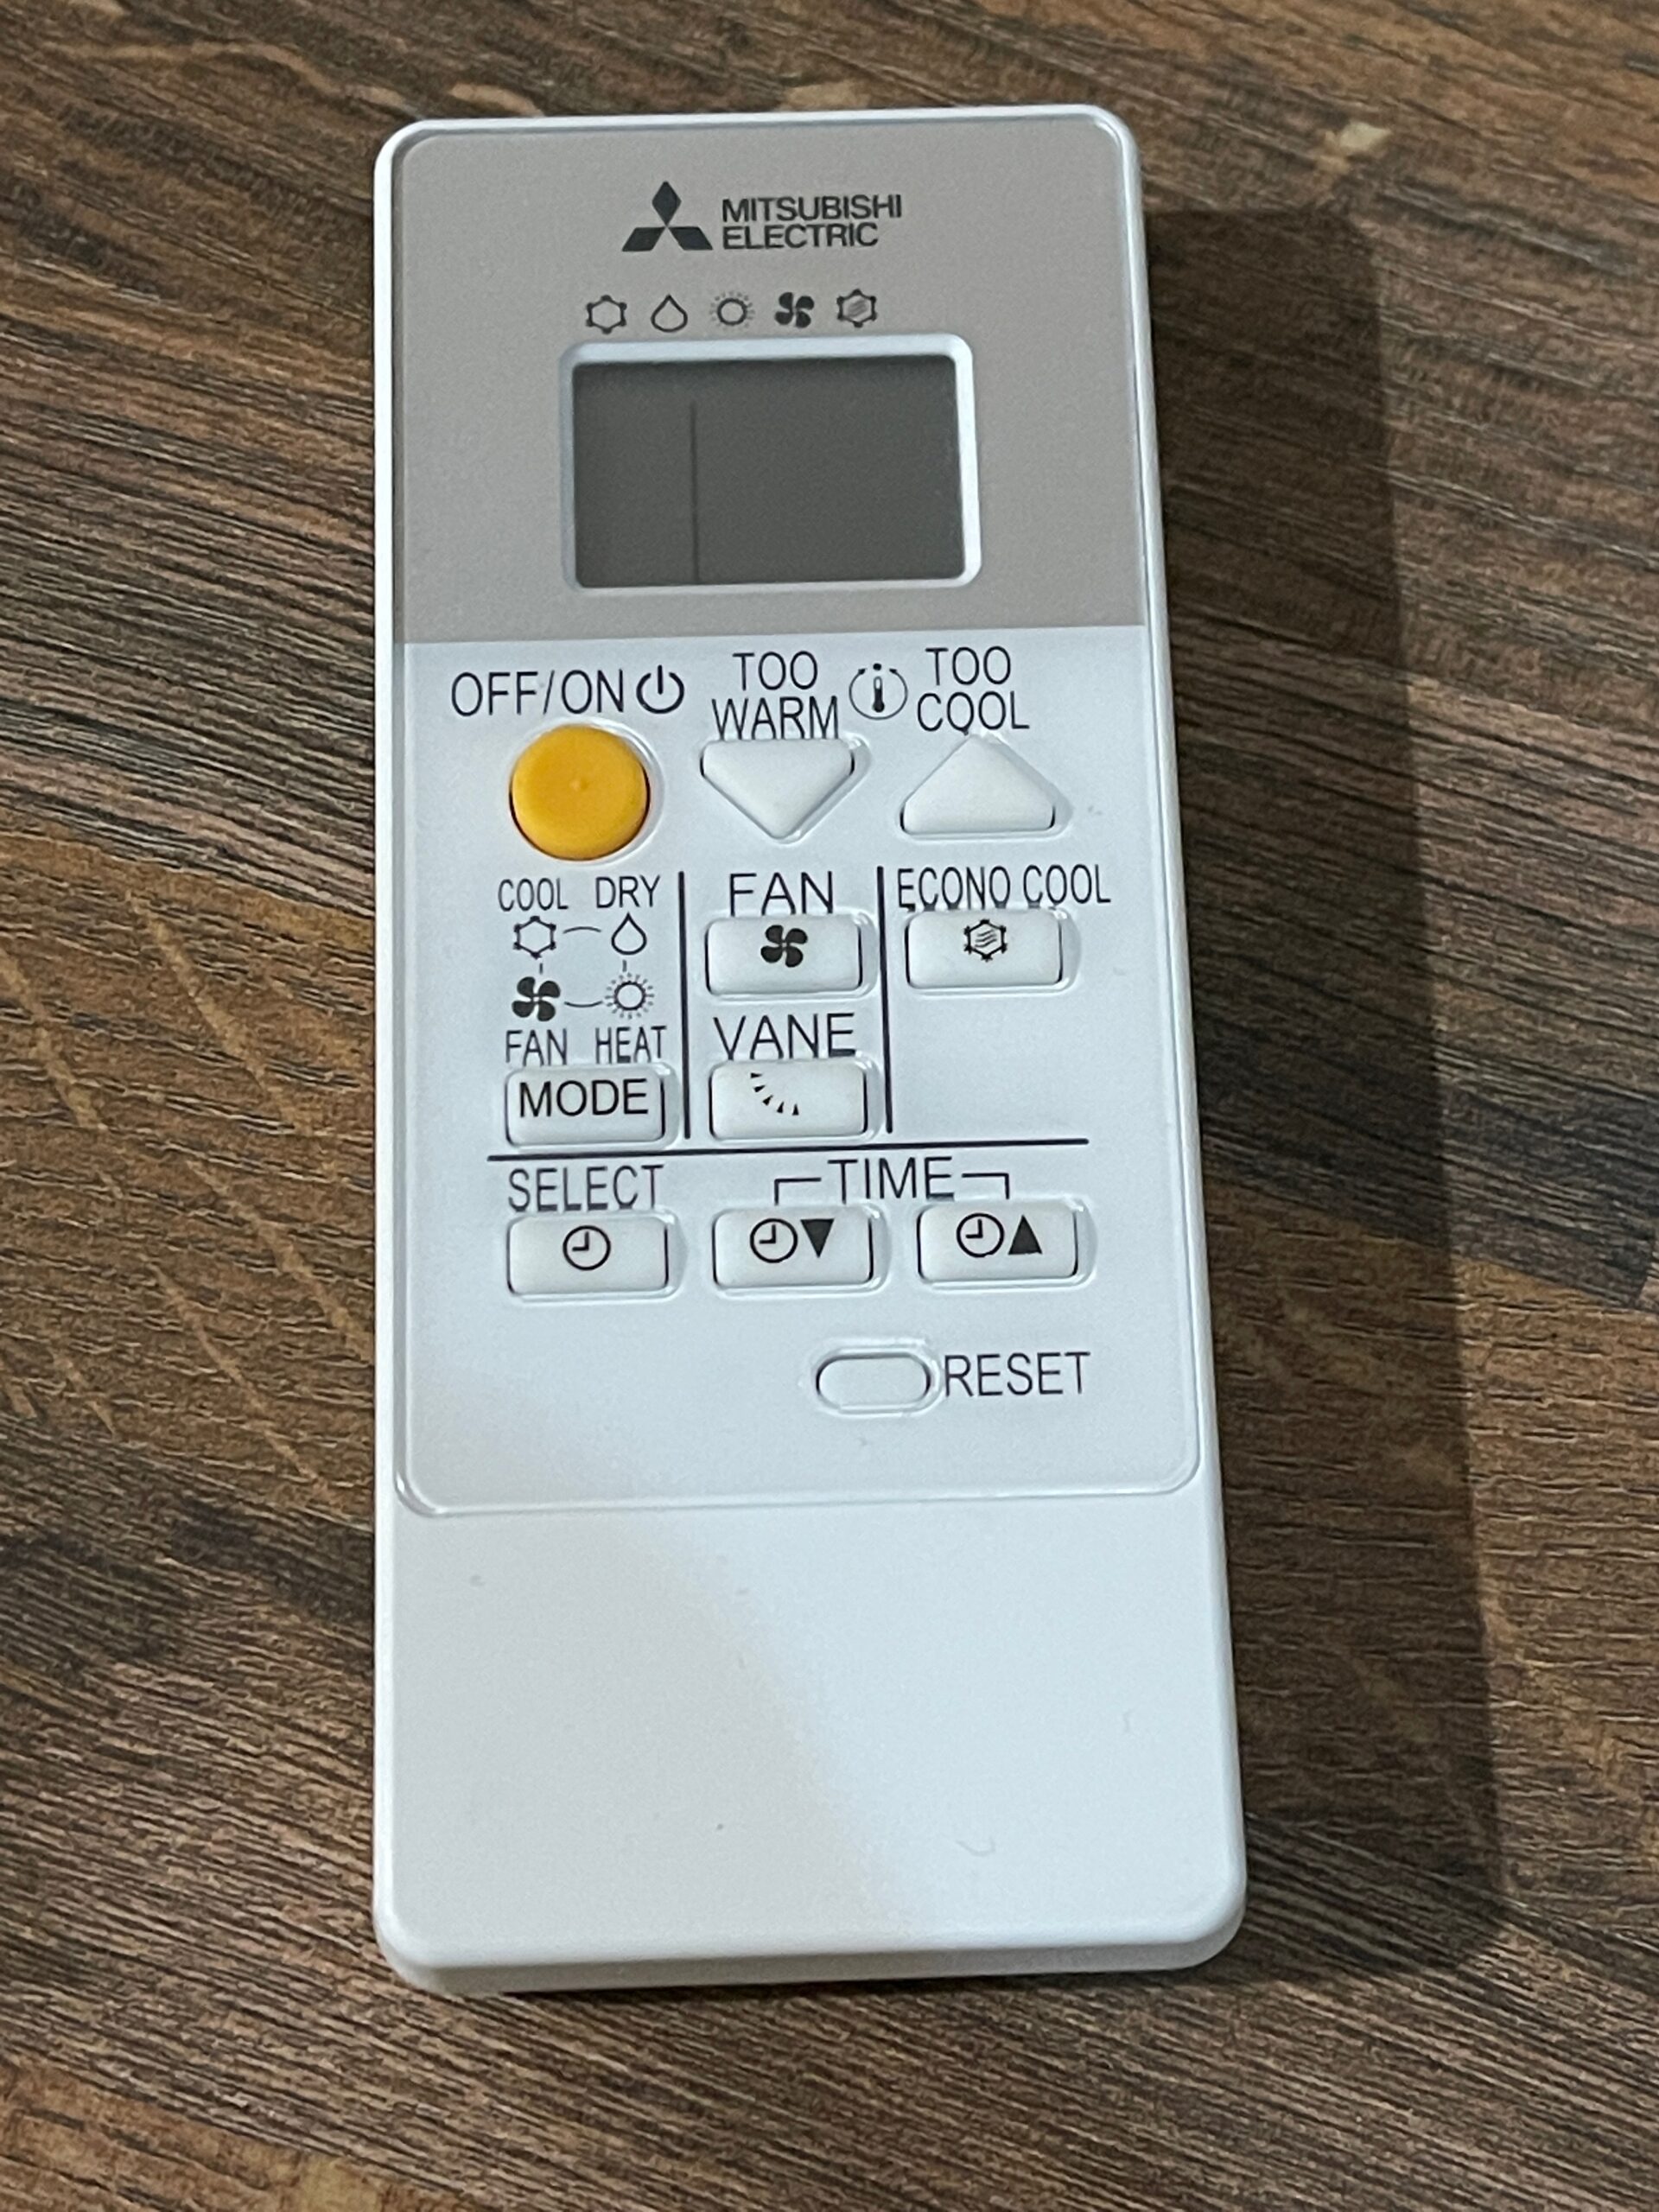 MITSUBISHI
ELECTRIC
OFF/ON
TOO
WARM
TOO
COOL
COOL DRY
FAN HEAT
MODE
FAN
VANE
ECONO COOL
SELECT
TIME
RESET